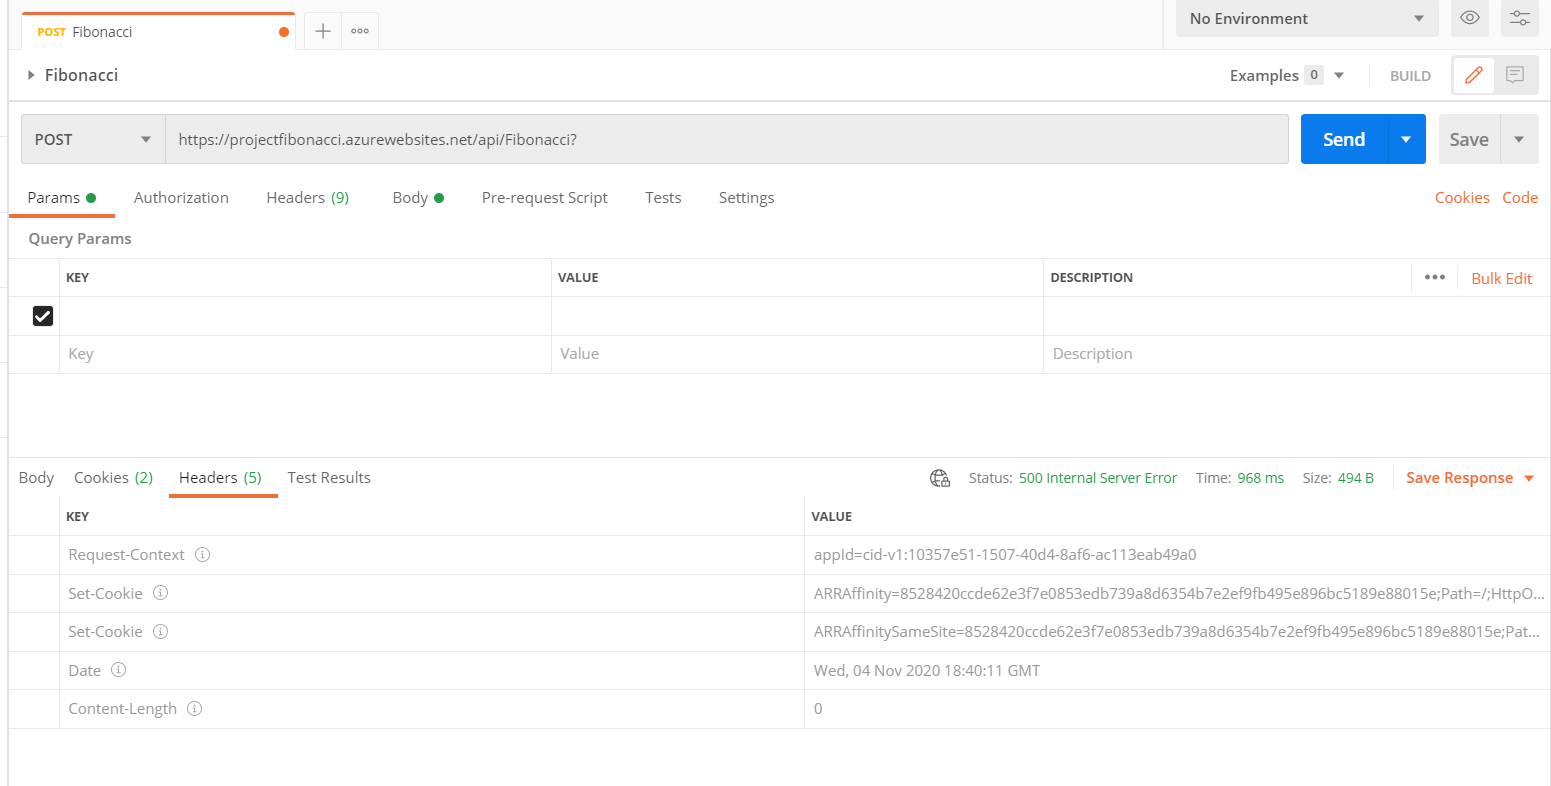 POST Fibonacci
No Environment
Fibonacci
Examples 0 BUILD
POST https://projectfibonacci.azurewebsites.net/api/Fibonacci? Send Save
Params Authorization Headers (9) Body Pre-request Script Tests Settings Cookies Code
Query Params
KEY VALUE DESCRIPTION ••• Bulk Edit
Key Value Description
Body Cookies (2) Headers (5) Test Results Status: 500 Internal Server Error Time: 968 ms Size: 494 B Save Response
KEY VALUE
Request-Context appId=cid-v1:10357e51-1507-40d4-8af6-ac113eab49a0
Set-Cookie ARRAffinity=8528420ccde62e3f7e0853edb739a8d6354b7e2ef9fb495e896bc5189e88015e;Path=/;HttpO...
Set-Cookie ARRAffinitySameSite=8528420ccde62e3f7e0853edb739a8d6354b7e2ef9fb495e896bc5189e88015e;Pat...
Date Wed, 04 Nov 2020 18:40:11 GMT
Content-Length 0